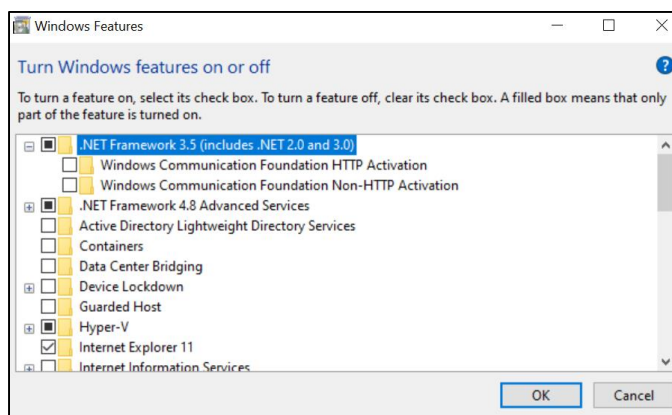 Windows Features
Turn Windows features on or off
To turn a feature on, select its check box. To turn a feature off, clear its check box. A filled box means that only
part of the feature is turned on.
.NET Framework 3.5 (includes .NET 2.0 and 3.0)
Windows Communication Foundation HTTP Activation
Windows Communication Foundation Non-HTTP Activation
.NET Framework 4.8 Advanced Services
Active Directory Lightweight Directory Services
Containers
Data Center Bridging
Device Lockdown
Guarded Host
Hyper-V
Internet Explorer 11
Internet Information Services
OK Cancel